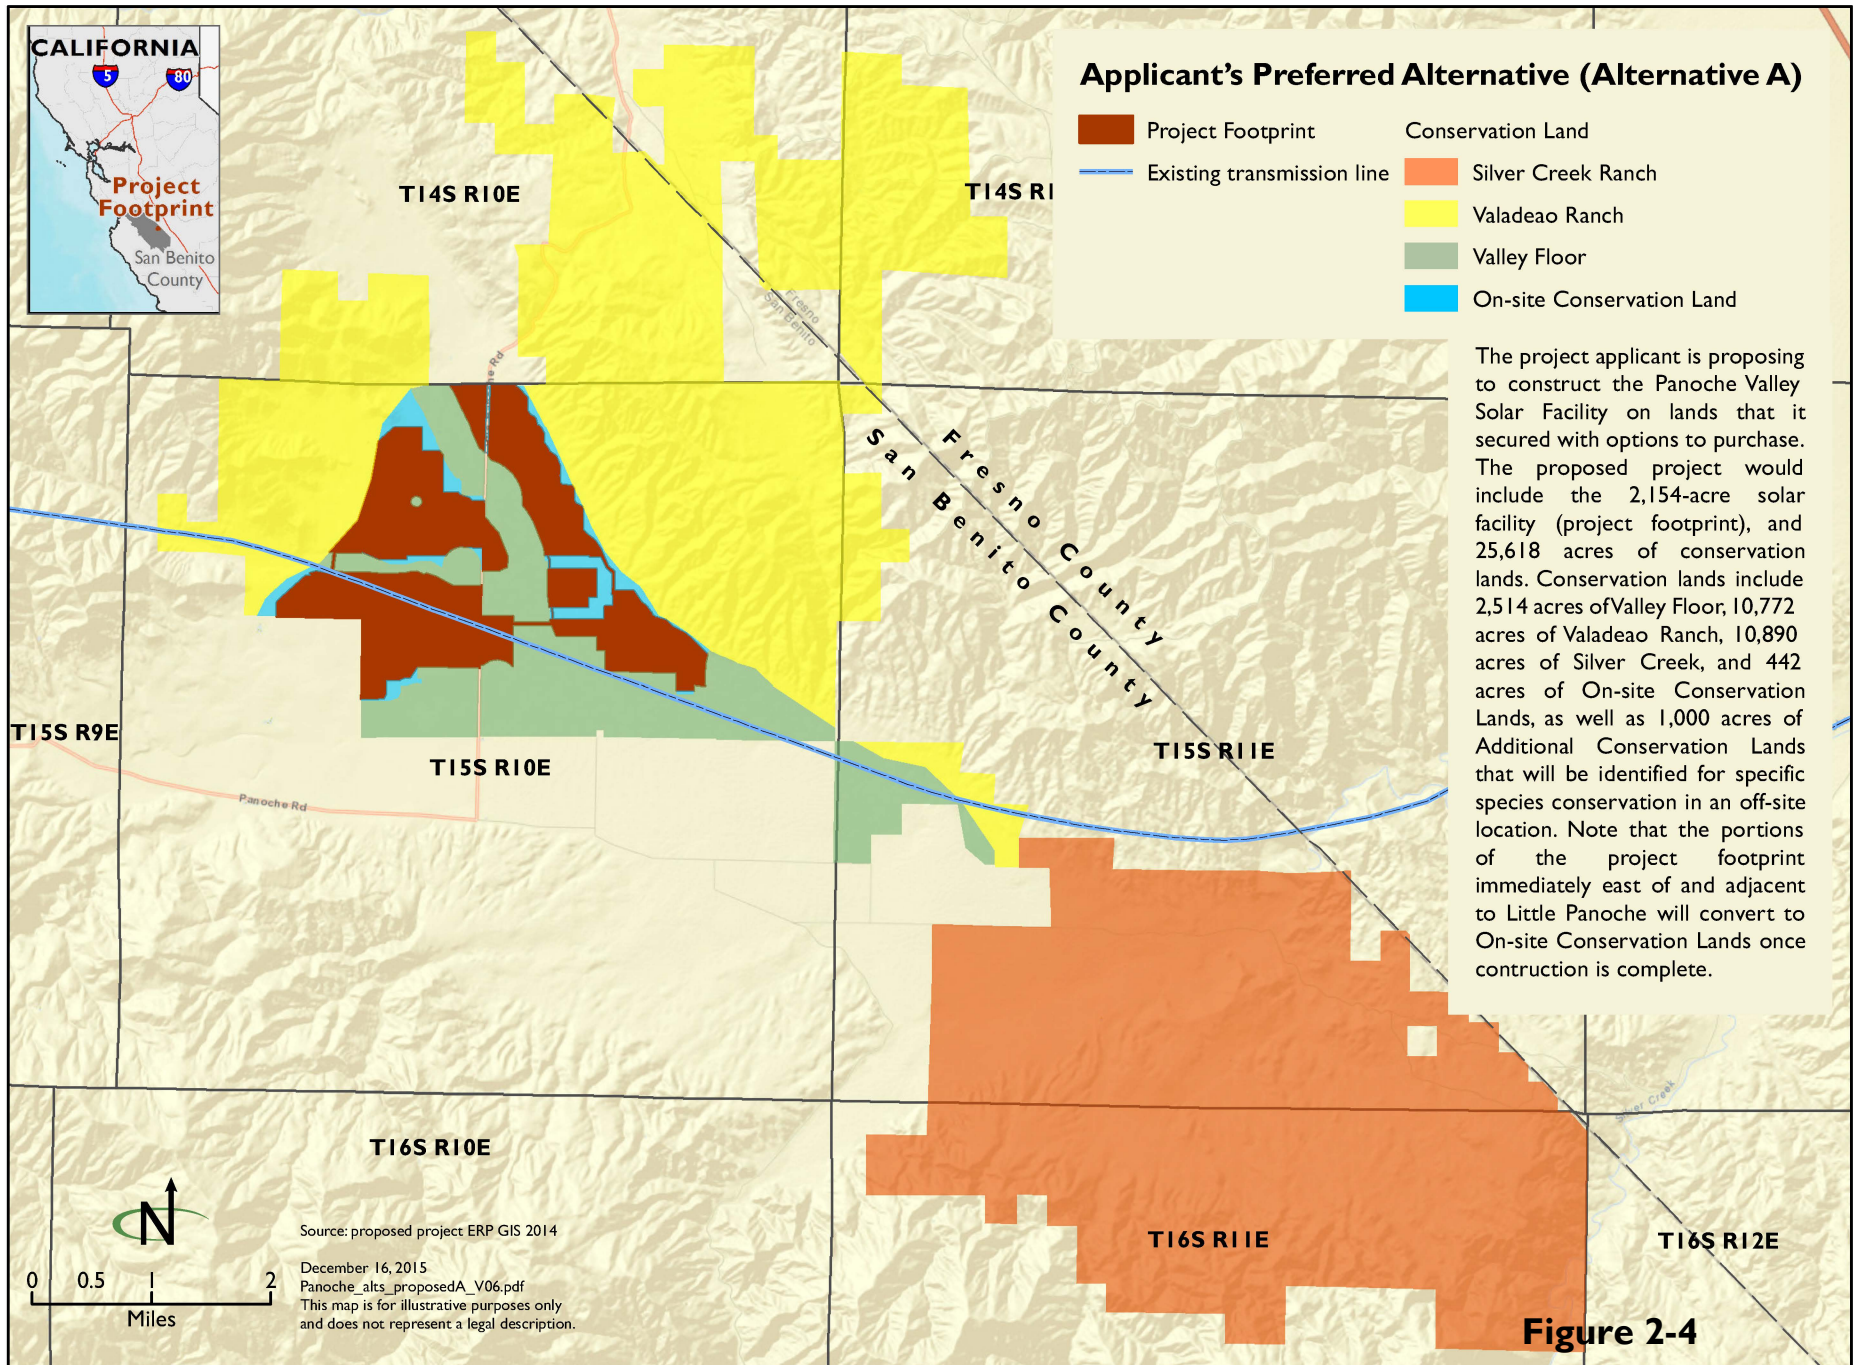 CALIFORNIA
5
80
Project
Footprint
San Benito
County
Applicant's Preferred Alternative (Alternative A)
Project Footprint
Existing transmission line
Conservation Land
Silver Creek Ranch
Valadeao Ranch
Valley Floor
On-site Conservation Land
The project applicant is proposing
to construct the Panoche Valley
Solar Facility on lands that it
secured with options to purchase.
The proposed project would
include the 2,154-acre solar
facility (project footprint), and
25,618 acres of conservation
lands. Conservation lands include
2,514 acres of Valley Floor, 10,772
acres of Valadeao Ranch, 10,890
acres of Silver Creek, and 442
acres of On-site Conservation
Lands, as well as 1,000 acres of
Additional Conservation Lands
that will be identified for specific
species conservation in an off-site
location. Note that the portions
of the project footprint
immediately east of and adjacent
to Little Panoche will convert to
On-site Conservation Lands once
contruction is complete.
T14S R10E
T14S R1
Fresno
San Benito
he Rd
Fresno County
San Benito County
T15S R9E
T15S R10E
T15S R11E
Panoche Rd
Silver Creek
T16S R10E
T16S R11E
T16S R12E
N
0 0.5 1 2
Miles
Source: proposed project ERP GIS 2014
December 16, 2015
Panoche_alts_proposedA_V06.pdf
This map is for illustrative purposes only
and does not represent a legal description.
Figure 2-4